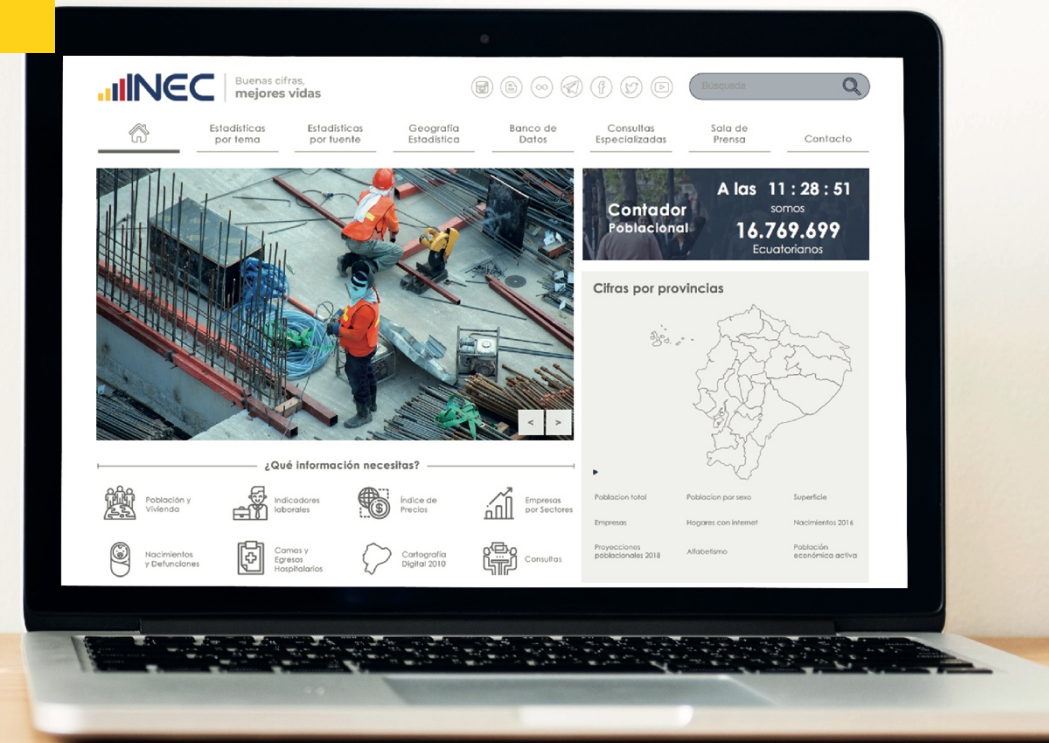 INEC
Buenas cifras,
mejores vidas
Búsqueda
Estadísticas
por tema
Estadísticas
por fuente
Geografía
Estadística
Banco de
Datos
Consultas
Especializadas
Sala de
Prensa
Contacto
Contador
Poblacional
A las 11 : 28 : 51
somos
16.769.699
Ecuatorianos
Cifras por provincias
< >
¿Qué información necesitas?
Población y
Vivienda
Indicadores
laborales
Índice de
Precios
Empresas
por Sectores
Nacimientos
y Defunciones
Camas y
Egresos
Hospitalarios
Cartografía
Digital 2010
Consultas
Poblacion total
Poblacion por sexo
Superficie
Empresas
Hogares con internet
Nacimientos 2016
Proyecciones
poblacionales 2018
Alfabetismo
Población
económica activa